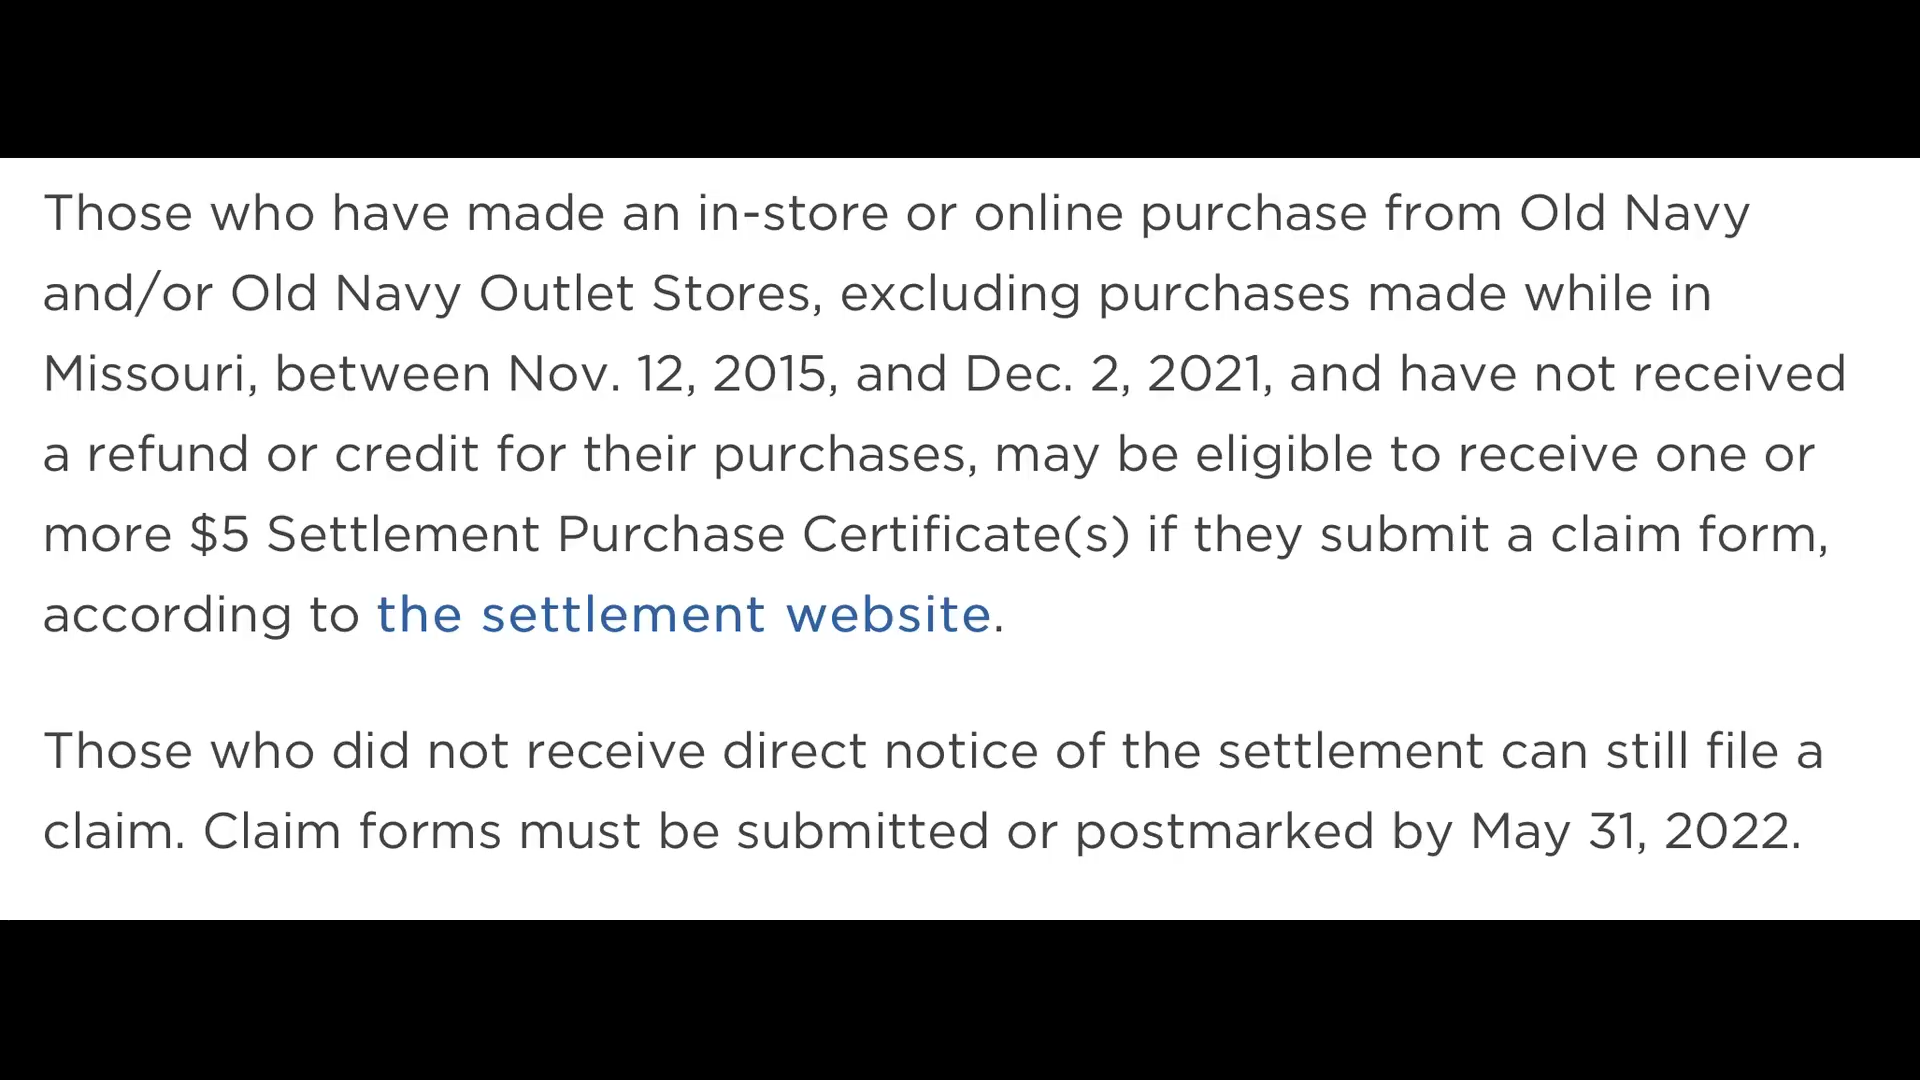 Those who have made an in-store or online purchase from Old Navy
and/or Old Navy Outlet Stores, excluding purchases made while in
Missouri, between Nov. 12, 2015, and Dec. 2, 2021, and have not received
a refund or credit for their purchases, may be eligible to receive one or
more $5 Settlement Purchase Certificate(s) if they submit a claim form,
according to the settlement website.
Those who did not receive direct notice of the settlement can still file a
claim. Claim forms must be submitted or postmarked by May 31, 2022.